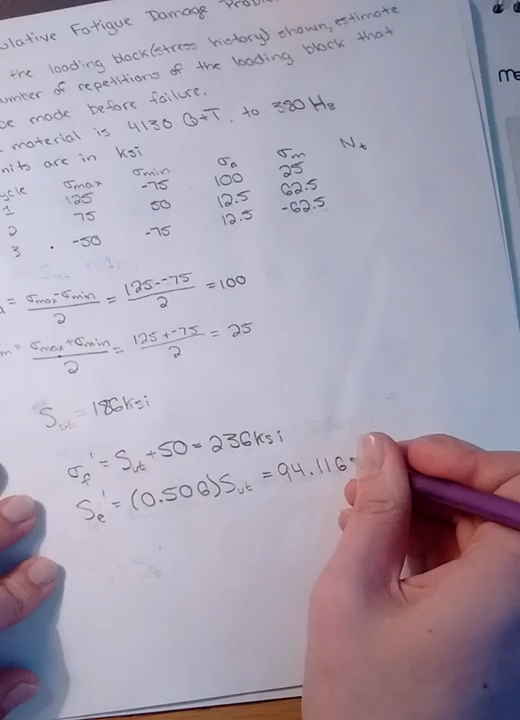 ulative Fatigue Damage Proble
the loading block (stress history) shown, estimate
umber of repetitions of the loading block that
be made before failure.
material is 4130 Q+T. to 380 HB
nits are in ksi
ycle σmax σmin σa σm Nf
1 125 -75 100 25
2 75 50 12.5 62.5
3 -50 -75 12.5 -62.5
a = σmax-σmin/2 = 125--75/2 = 100
m = σmax+σmin/2 = 125+-75/2 = 25
Sut = 186ksi
σf' = Sut+50 = 236ksi
Se' = (0.506)Sut = 94.116
me